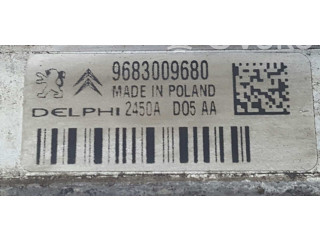 9683009680
MADE IN POLAND
DELPHI 2450A D05 AA